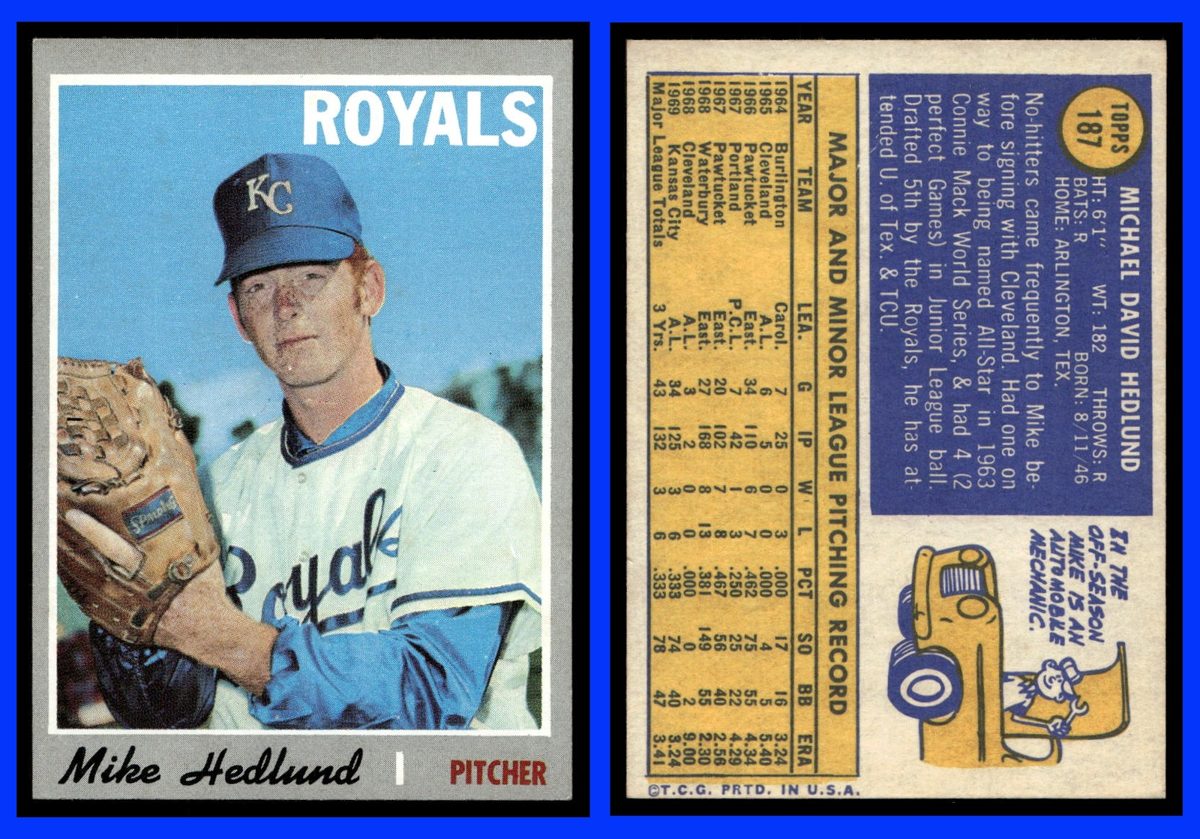 ROYALS
KC
Spalding
Royals
Mike Hedlund
PITCHER
TOPPS
187
MICHAEL DAVID HEDLUND
HT: 6'1" WT: 182 THROWS: R
BATS: R BORN: 8/11/46
HOME: ARLINGTON, TEX.
No-hitters came frequently to Mike be-
fore signing with Cleveland. Had one on
way to being named All-Star in 1963
Connie Mack World Series, & had 4 (2
perfect Games) in Junior League ball.
Drafted 5th by the Royals, he has at-
tended U. of Tex. & TCU.
IN THE
OFF-SEASON
MIKE IS AN
AUTOMOBILE
MECHANIC.
MAJOR AND MINOR LEAGUE PITCHING RECORD
YEAR TEAM LEA. G IP W L PCT SO BB ERA
1964 Burlington Carol. 7 25 0 3 .000 17 16 3.24
1965 Cleveland A.L. 6 5 0 0 .000 4 5 5.40
1966 Pawtucket East. 34 110 6 7 .462 75 55 4.34
1967 Portland P.C.L. 7 42 1 3 .250 25 22 4.29
1967 Pawtucket East. 20 102 7 8 .467 56 40 2.56
1968 Waterbury East. 27 168 8 13 .381 149 55 2.30
1968 Cleveland A.L. 3 2 0 0 .000 0 2 9.00
1969 Kansas City A.L. 34 125 3 6 .333 74 40 3.24
Major League Totals 3 Yrs. 43 132 3 6 .333 78 47 3.41
©T.C.G. PRTD. IN U.S.A.